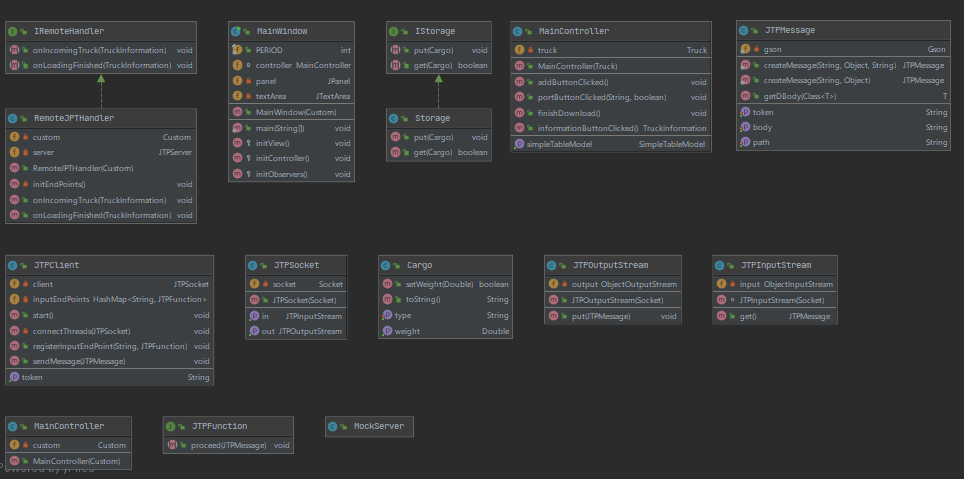 IRemoteHandler
onIncomingTruck(TruckInformation) void
onLoadingFinished(TruckInformation) void
RemoteJPTHandler
custom Custom
server JTPServer
RemoteJPTHandler(Custom)
initEndPoints() void
onIncomingTruck(TruckInformation) void
onLoadingFinished(TruckInformation) void
MainWindow
PERIOD int
controller MainController
panel JPanel
textArea JTextArea
MainWindow(Custom)
main(String[]) void
initView() void
initController() void
initObservers() void
IStorage
put(Cargo) void
get(Cargo) boolean
Storage
put(Cargo) void
get(Cargo) boolean
MainController
truck Truck
MainController(Truck)
addButtonClicked() void
portButtonClicked(String, boolean) void
finishDownload() void
informationButtonClicked() TruckInformation
simpleTableModel SimpleTableModel
JTPMessage
gson Gson
createMessage(String, Object, String) JTPMessage
createMessage(String, Object) JTPMessage
getDBody(Class<T>) T
token String
body String
path String
JTPClient
client JTPSocket
inputEndPoints HashMap<String, JTPFunction>
start() void
connectThreads(JTPSocket) void
registerInputEndPoint(String, JTPFunction) void
sendMessage(JTPMessage) void
token String
JTPSocket
socket Socket
JTPSocket(Socket)
in JTPInputStream
out JTPOutputStream
Cargo
setWeight(Double) boolean
toString() String
type String
weight Double
JTPOutputStream
output ObjectOutputStream
JTPOutputStream(Socket)
put(JTPMessage) void
JTPInputStream
input ObjectInputStream
JTPInputStream(Socket)
get() JTPMessage
MainController
custom Custom
MainController(Custom)
JTPFunction
proceed(JTPMessage) void
MockServer